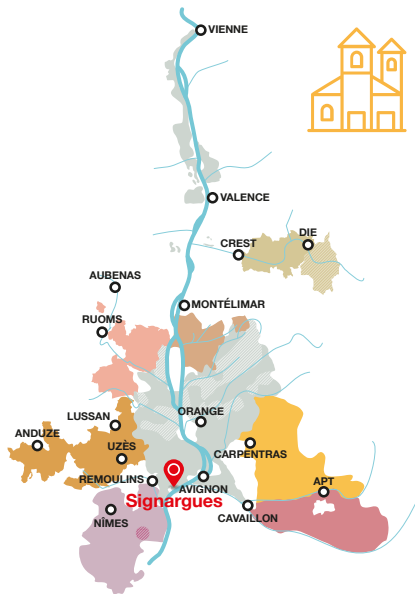 VIENNE
VALENCE
DIE
CREST
AUBENAS
MONTÉLIMAR
RUOMS
ORANGE
LUSSAN
ANDUZE
UZÈS
CARPENTRAS
REMOULINS
APT
AVIGNON
Signargues
CAVAILLON
NÎMES